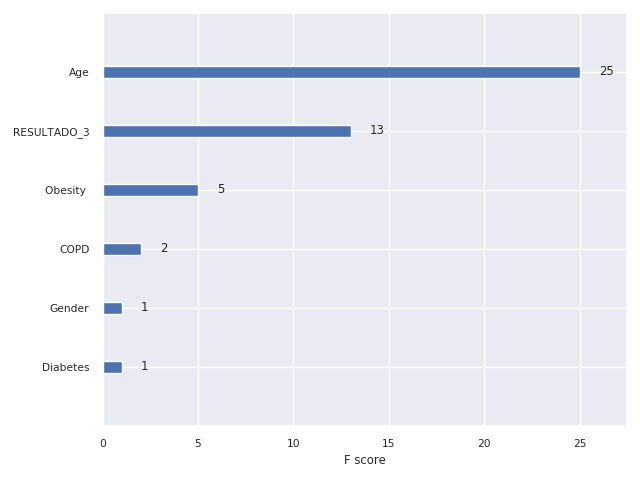 Age 25
RESULTADO_3 13
Obesity 5
COPD 2
Gender 1
Diabetes 1
0 5 10 15 20 25
F score